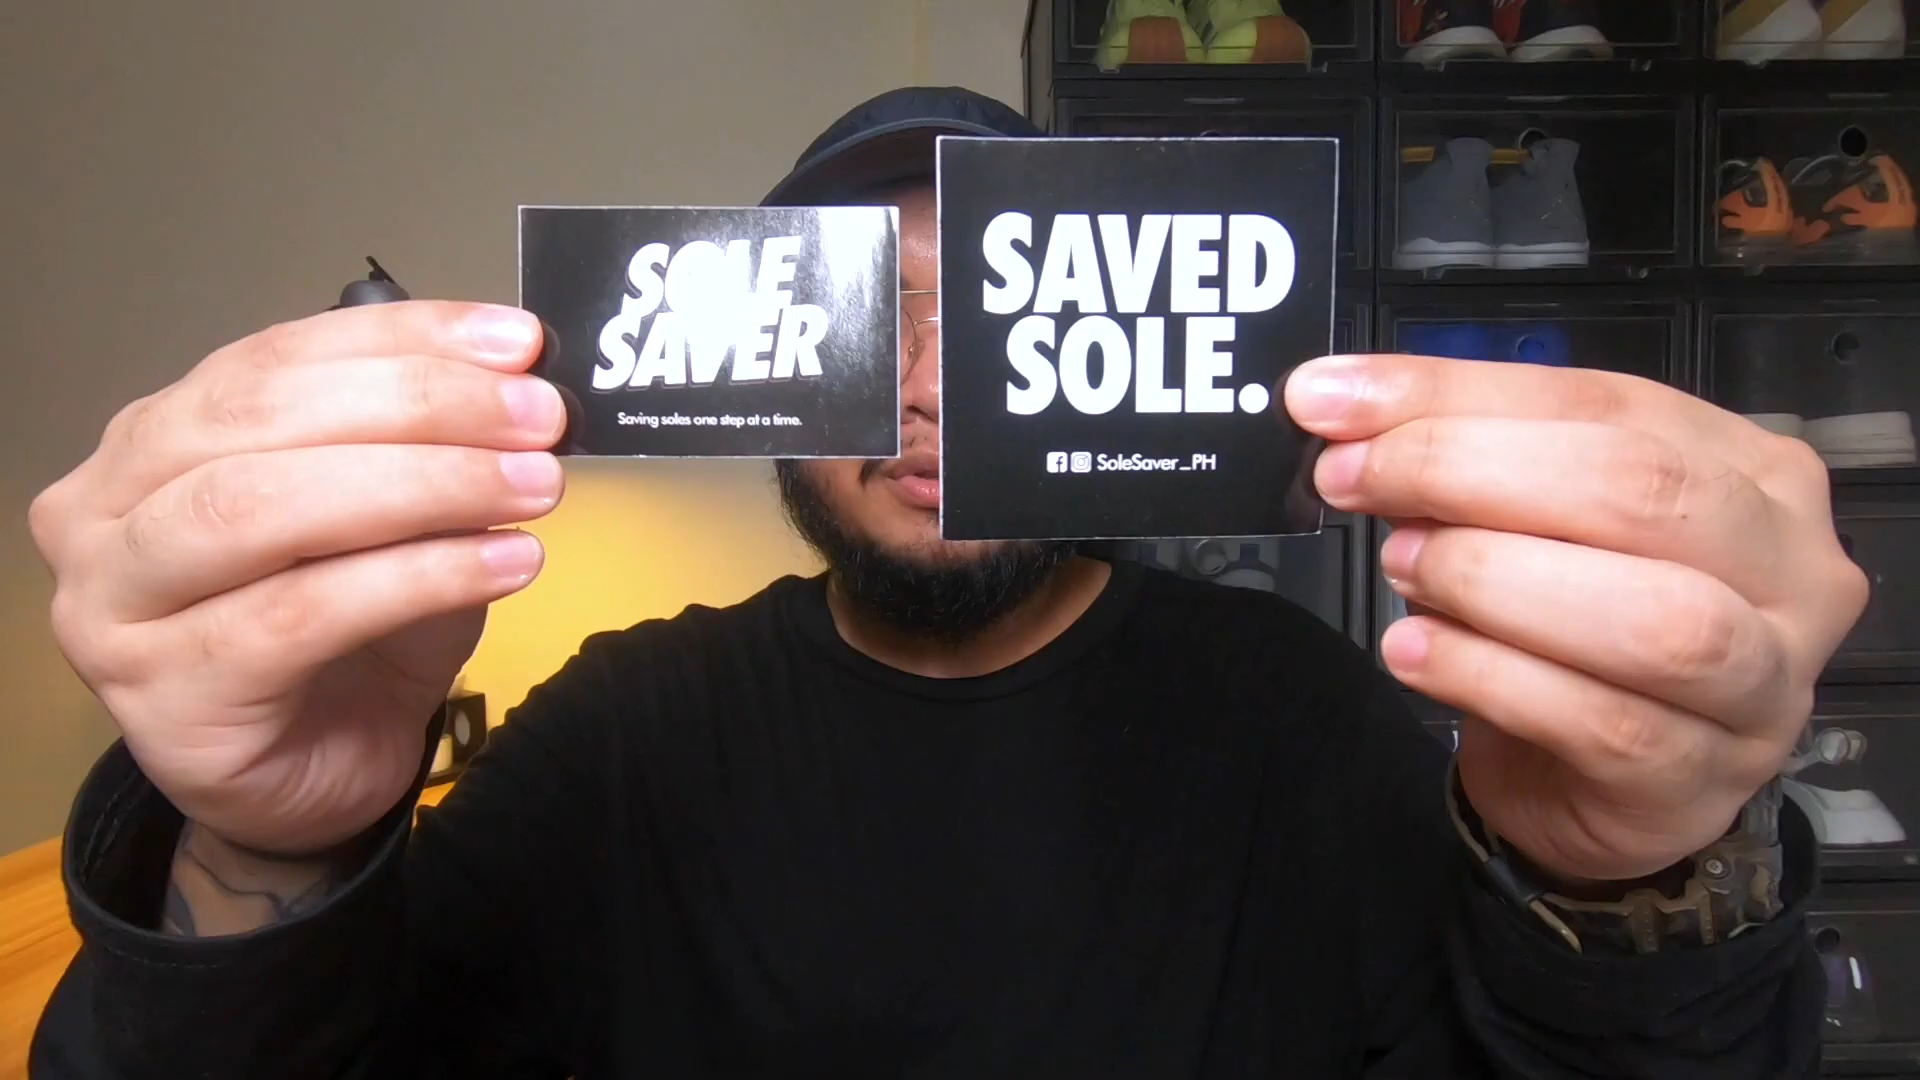 SOLE
SAVER
Saving soles one step at a time.
SAVED
SOLE.
SoleSaver_PH